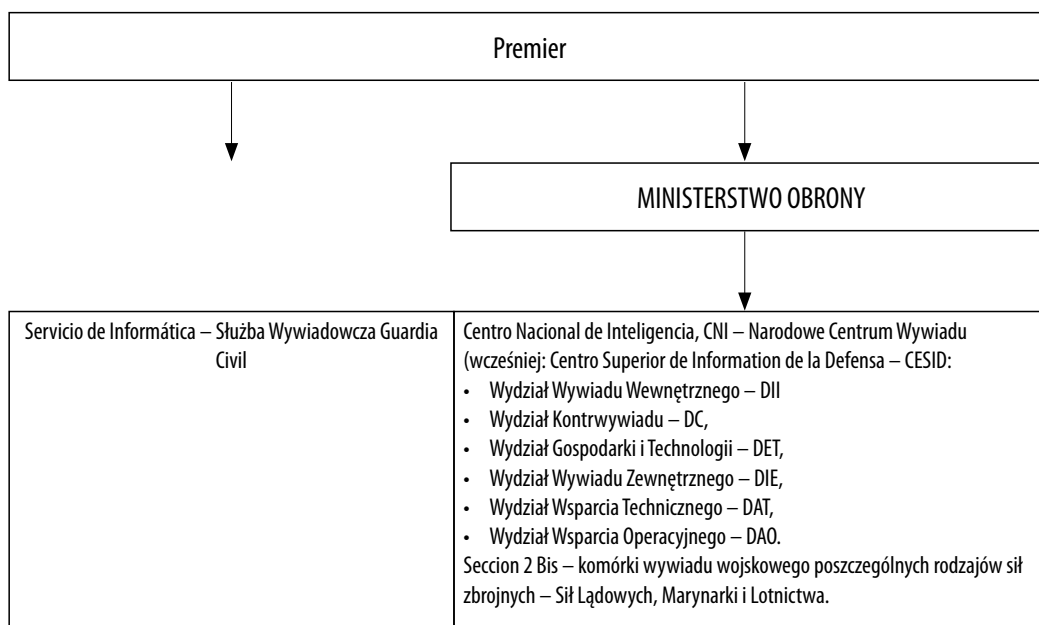 Premier
MINISTERSTWO OBRONY
Servicio de Informática – Służba Wywiadowcza Guardia
Civil
Centro Nacional de Inteligencia, CNI – Narodowe Centrum Wywiadu
(wcześniej: Centro Superior de Information de la Defensa – CESID:
• Wydział Wywiadu Wewnętrznego – DII
• Wydział Kontrwywiadu – DC,
• Wydział Gospodarki i Technologii – DET,
• Wydział Wywiadu Zewnętrznego – DIE,
• Wydział Wsparcia Technicznego – DAT,
• Wydział Wsparcia Operacyjnego – DAO.
Seccion 2 Bis – komórki wywiadu wojskowego poszczególnych rodzajów sił
zbrojnych – Sił Lądowych, Marynarki i Lotnictwa.